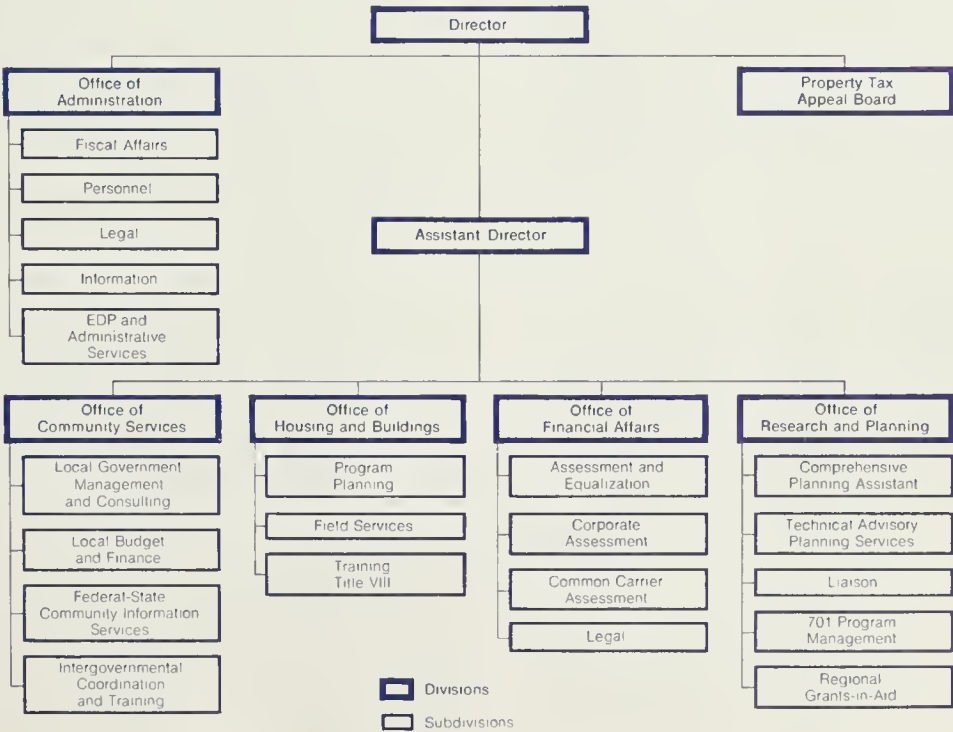 Director
Office of
Administration
Property Tax
Appeal Board
Fiscal Affairs
Personnel
Legal
Information
EDP and
Administrative
Services
Assistant Director
Office of
Community Services
Local Government
Management
and Consulting
Local Budget
and Finance
Federal-State
Community Information
Services
Intergovernmental
Coordination
and Training
Office of
Housing and Buildings
Program
Planning
Field Services
Training
Title VIII
Office of
Financial Affairs
Assessment and
Equalization
Corporate
Assessment
Common Carrier
Assessment
Legal
Office of
Research and Planning
Comprehensive
Planning Assistant
Technical Advisory
Planning Services
Liaison
701 Program
Management
Regional
Grants-in-Aid
Divisions
Subdivisions